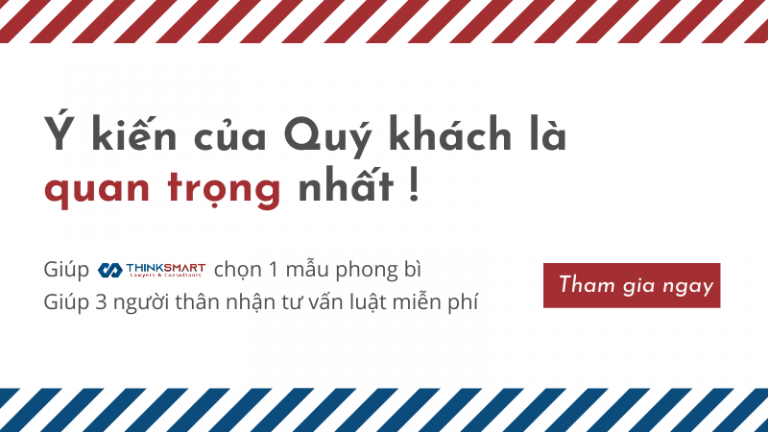 Ý kiến của Quý khách là
quan trọng nhất !
Giúp THINKSMART Lawyers & Consultants chọn 1 mẫu phong bì
Giúp 3 người thân nhận tư vấn luật miễn phí
Tham gia ngay